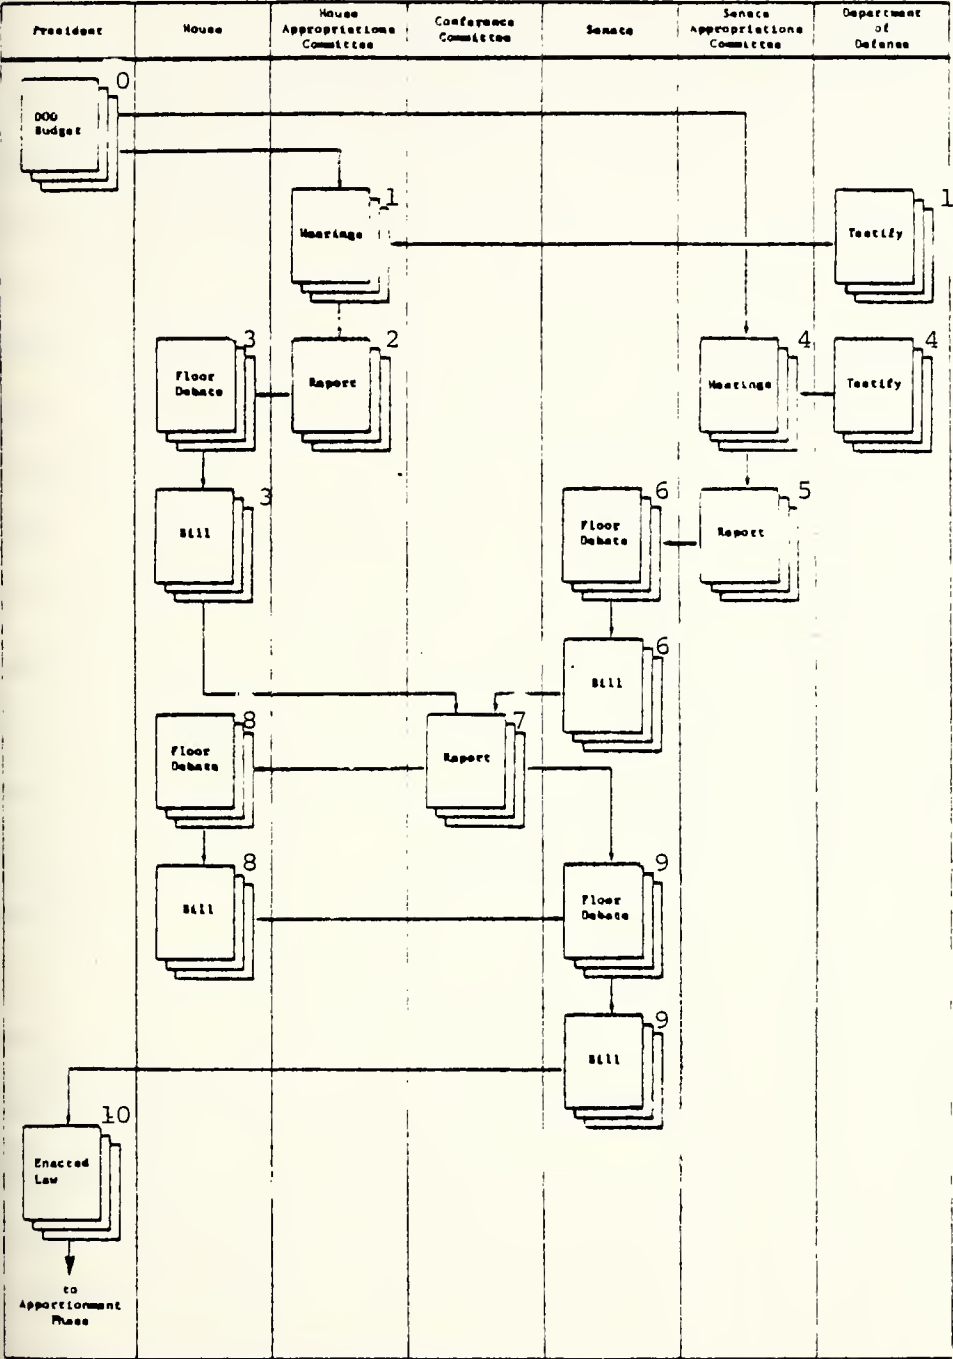 President
House
House
Appropriations
Committee
Conference
Committee
Senate
Senate
Appropriations
Committee
Department
of
Defense
0
DOD
Budget
1
Hearings
1
Testify
3
Floor
Debate
2
Report
4
Hearings
4
Testify
3
Bill
6
Floor
Debate
5
Report
6
Bill
8
Floor
Debate
7
Report
8
Bill
9
Floor
Debate
9
Bill
10
Enacted
Law
to
Apportionment
Phase